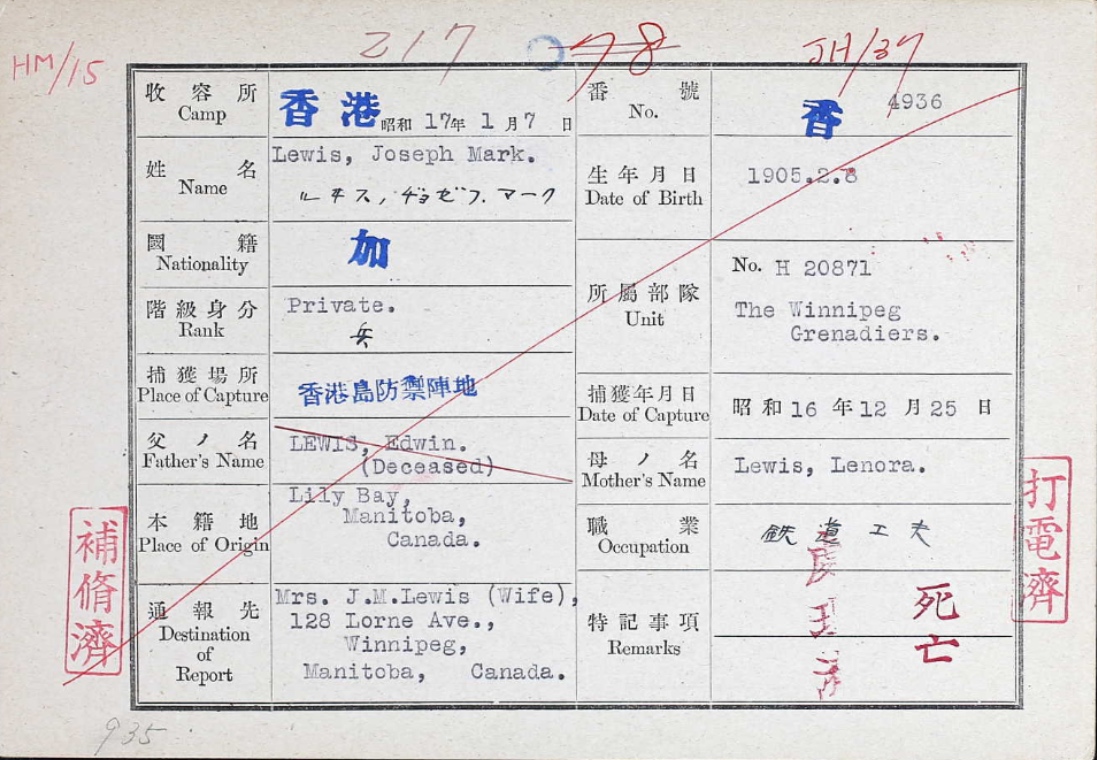 HM/15
217
78
JH/37
收容所
Camp
香港 昭和 17年 1月7日
番號
No.
香 4936
姓名
Name
Lewis, Joseph Mark.
ルヰス,ヂョゼフ.マーク
生年月日
Date of Birth
1905.2.8
國籍
Nationality
加
所屬部隊
Unit
No. H 20871
The Winnipeg
Grenadiers.
階級身分
Rank
Private.
兵
捕獲場所
Place of Capture
香港島防禦陣地
捕獲年月日
Date of Capture
昭和16年12月25日
父ノ名
Father's Name
LEWIS, Edwin.
(Deceased)
母ノ名
Mother's Name
Lewis, Lenora.
本籍地
Place of Origin
Lily Bay,
Manitoba,
Canada.
職業
Occupation
鉄道工夫
通報先
Destination
of
Report
Mrs. J.M.Lewis (Wife),
128 Lorne Ave.,
Winnipeg,
Manitoba, Canada.
特記事項
Remarks
死亡
補脩濟
打電濟
935